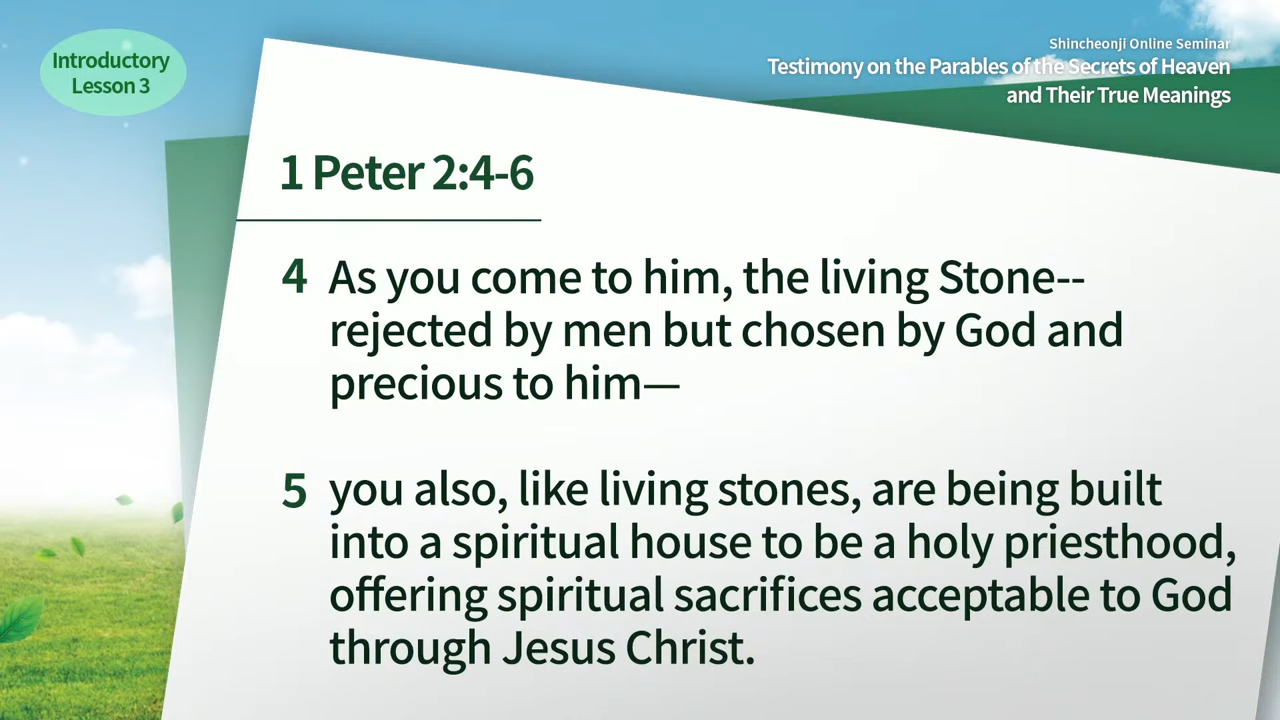 Introductory
Lesson 3
Shincheonji Online Seminar
Testimony on the Parables of the Secrets of Heaven
and Their True Meanings
1 Peter 2:4-6
4 As you come to him, the living Stone--
rejected by men but chosen by God and
precious to him—
5 you also, like living stones, are being built
into a spiritual house to be a holy priesthood,
offering spiritual sacrifices acceptable to God
through Jesus Christ.